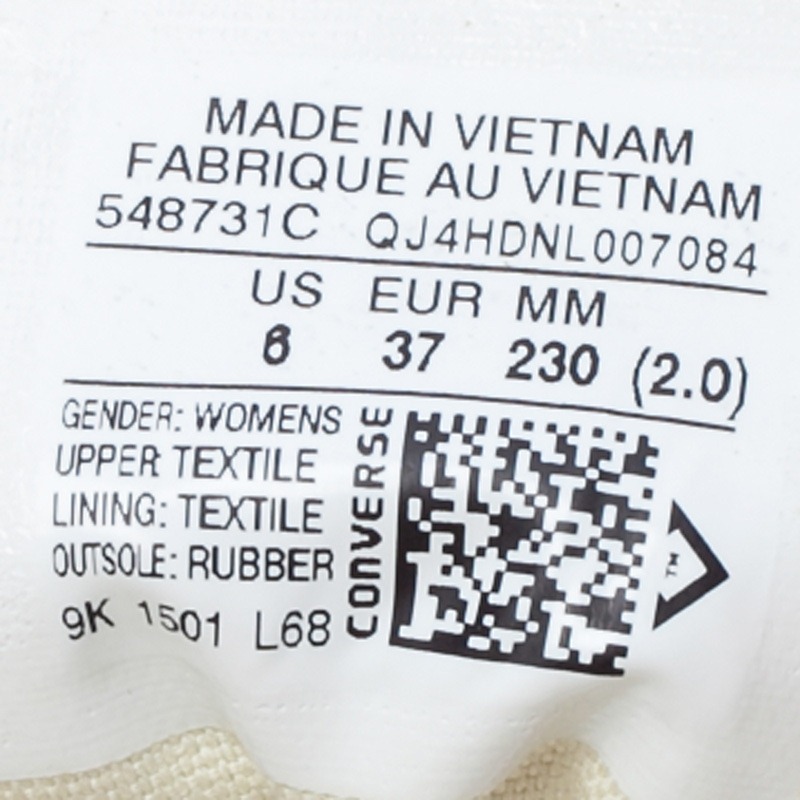 MADE IN VIETNAM
FABRIQUE AU VIETNAM
548731C QJ4HDNL007084
US EUR MM
6 37 230 (2.0)
GENDER: WOMENS
UPPER TEXTILE
LINING: TEXTILE
OUTSOLE: RUBBER
9K 1501 L68
CONVERSE
TM